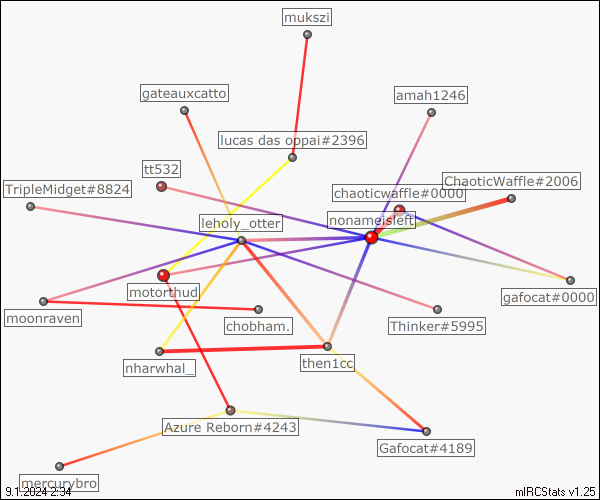 mukszi
gateauxcatto
amah1246
lucas das oppai#2396
tt532
ChaoticWaffle#2006
TripleMidget#8824
chaoticwaffle#0000
leholy_otter
nonameisleft
motorthud
gafocat#0000
moonraven
chobham.
Thinker#5995
nharwhal_
then1cc
Azure Reborn#4243
Gafocat#4189
mercurybro
9.1.2024 2:34
mIRCStats v1.25